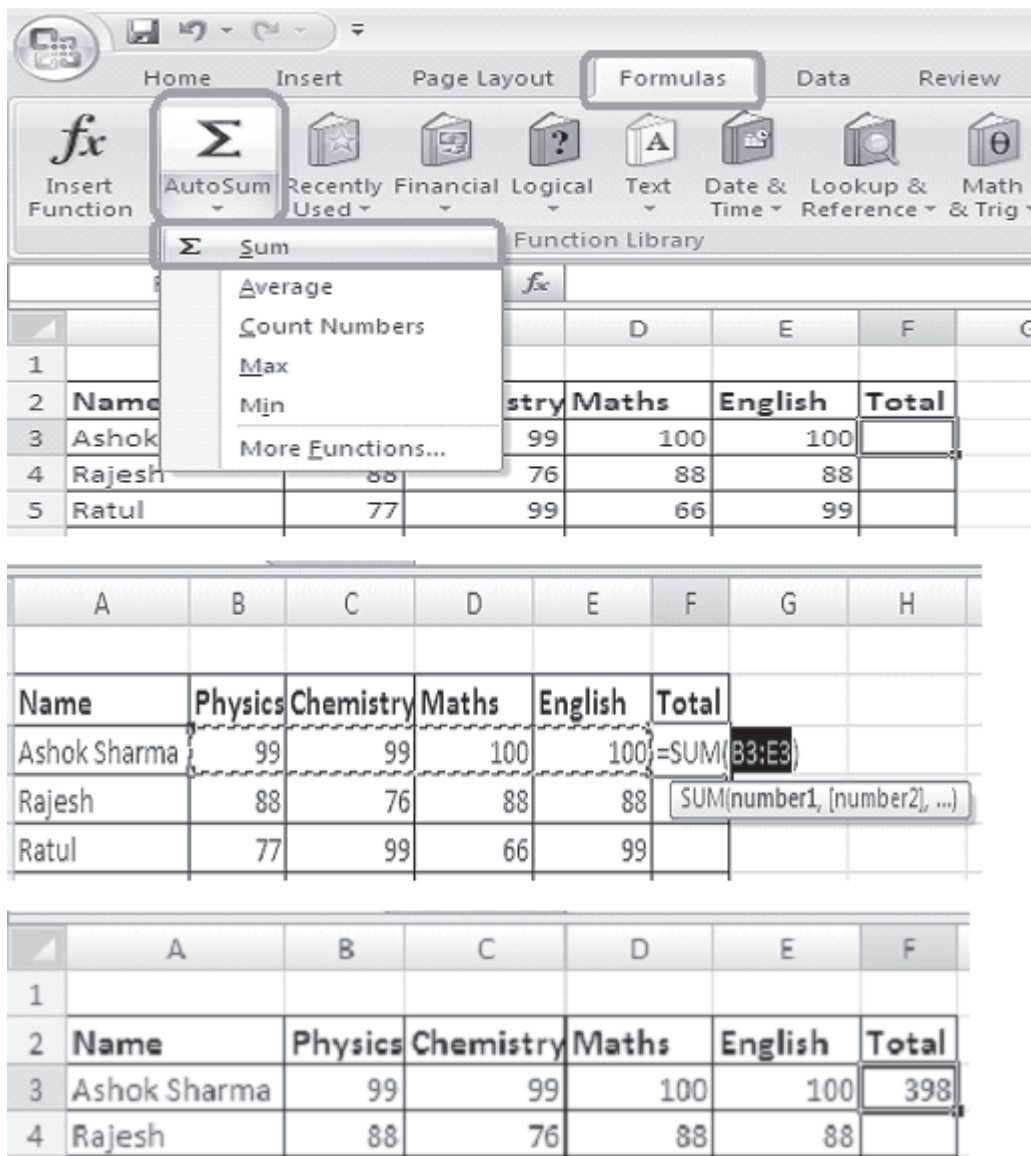 Home Insert Page Layout Formulas Data Review
fx Σ ? A θ
Insert Function AutoSum Recently Used Financial Logical Text Date & Time Lookup & Reference Math & Trig
Function Library
Σ Sum
Average
Count Numbers
Max
Min
More Functions...
fx
D E F
1
2 Name stry Maths English Total
3 Ashok 99 100 100
4 Rajesh 88 76 88 88
5 Ratul 77 99 66 99
A B C D E F G H
Name Physics Chemistry Maths English Total
Ashok Sharma 99 99 100 100 =SUM(B3:E3)
Rajesh 88 76 88 88 SUM(number1, [number2], ...)
Ratul 77 99 66 99
A B C D E F
1
2 Name Physics Chemistry Maths English Total
3 Ashok Sharma 99 99 100 100 398
4 Rajesh 88 76 88 88